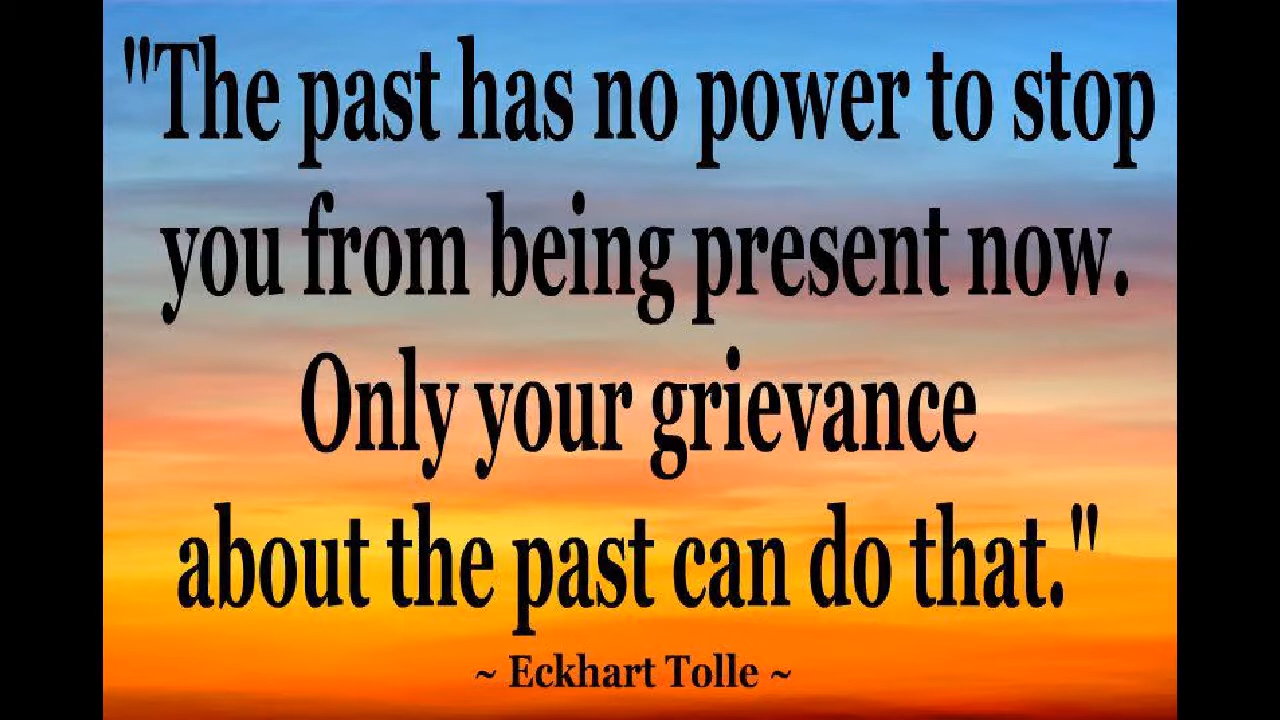 "The past has no power to stop
you from being present now.
Only your grievance
about the past can do that."
~ Eckhart Tolle ~